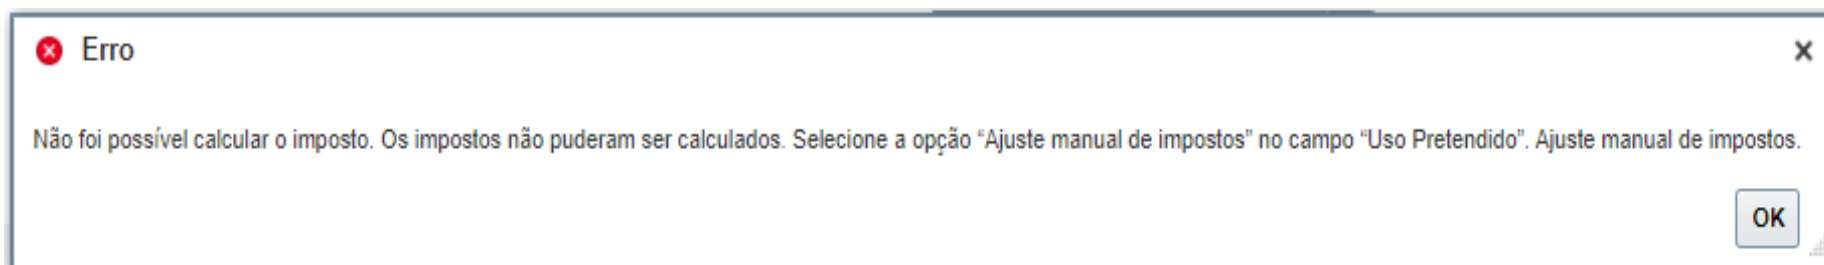 Erro
Não foi possível calcular o imposto. Os impostos não puderam ser calculados. Selecione a opção “Ajuste manual de impostos” no campo “Uso Pretendido”. Ajuste manual de impostos.
OK